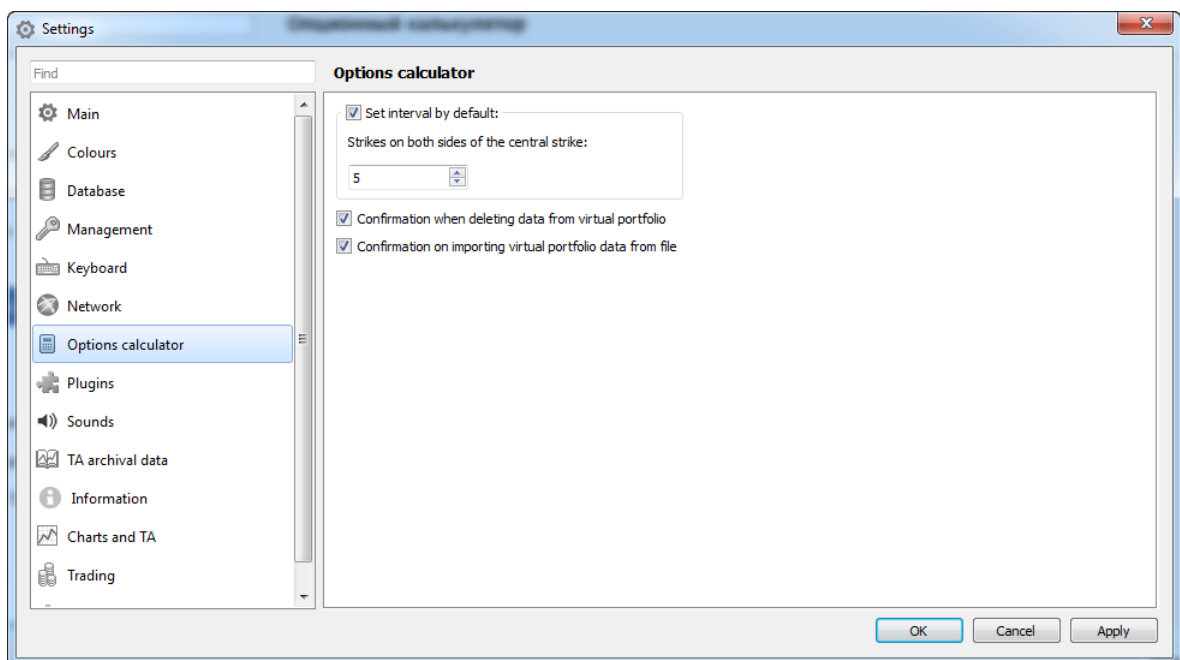 Settings
Опционный калькулятор
Find
Options calculator
Main
Colours
Database
Management
Keyboard
Network
Options calculator
Plugins
Sounds
TA archival data
Information
Charts and TA
Trading
Set interval by default:
Strikes on both sides of the central strike:
5
Confirmation when deleting data from virtual portfolio
Confirmation on importing virtual portfolio data from file
OK
Cancel
Apply